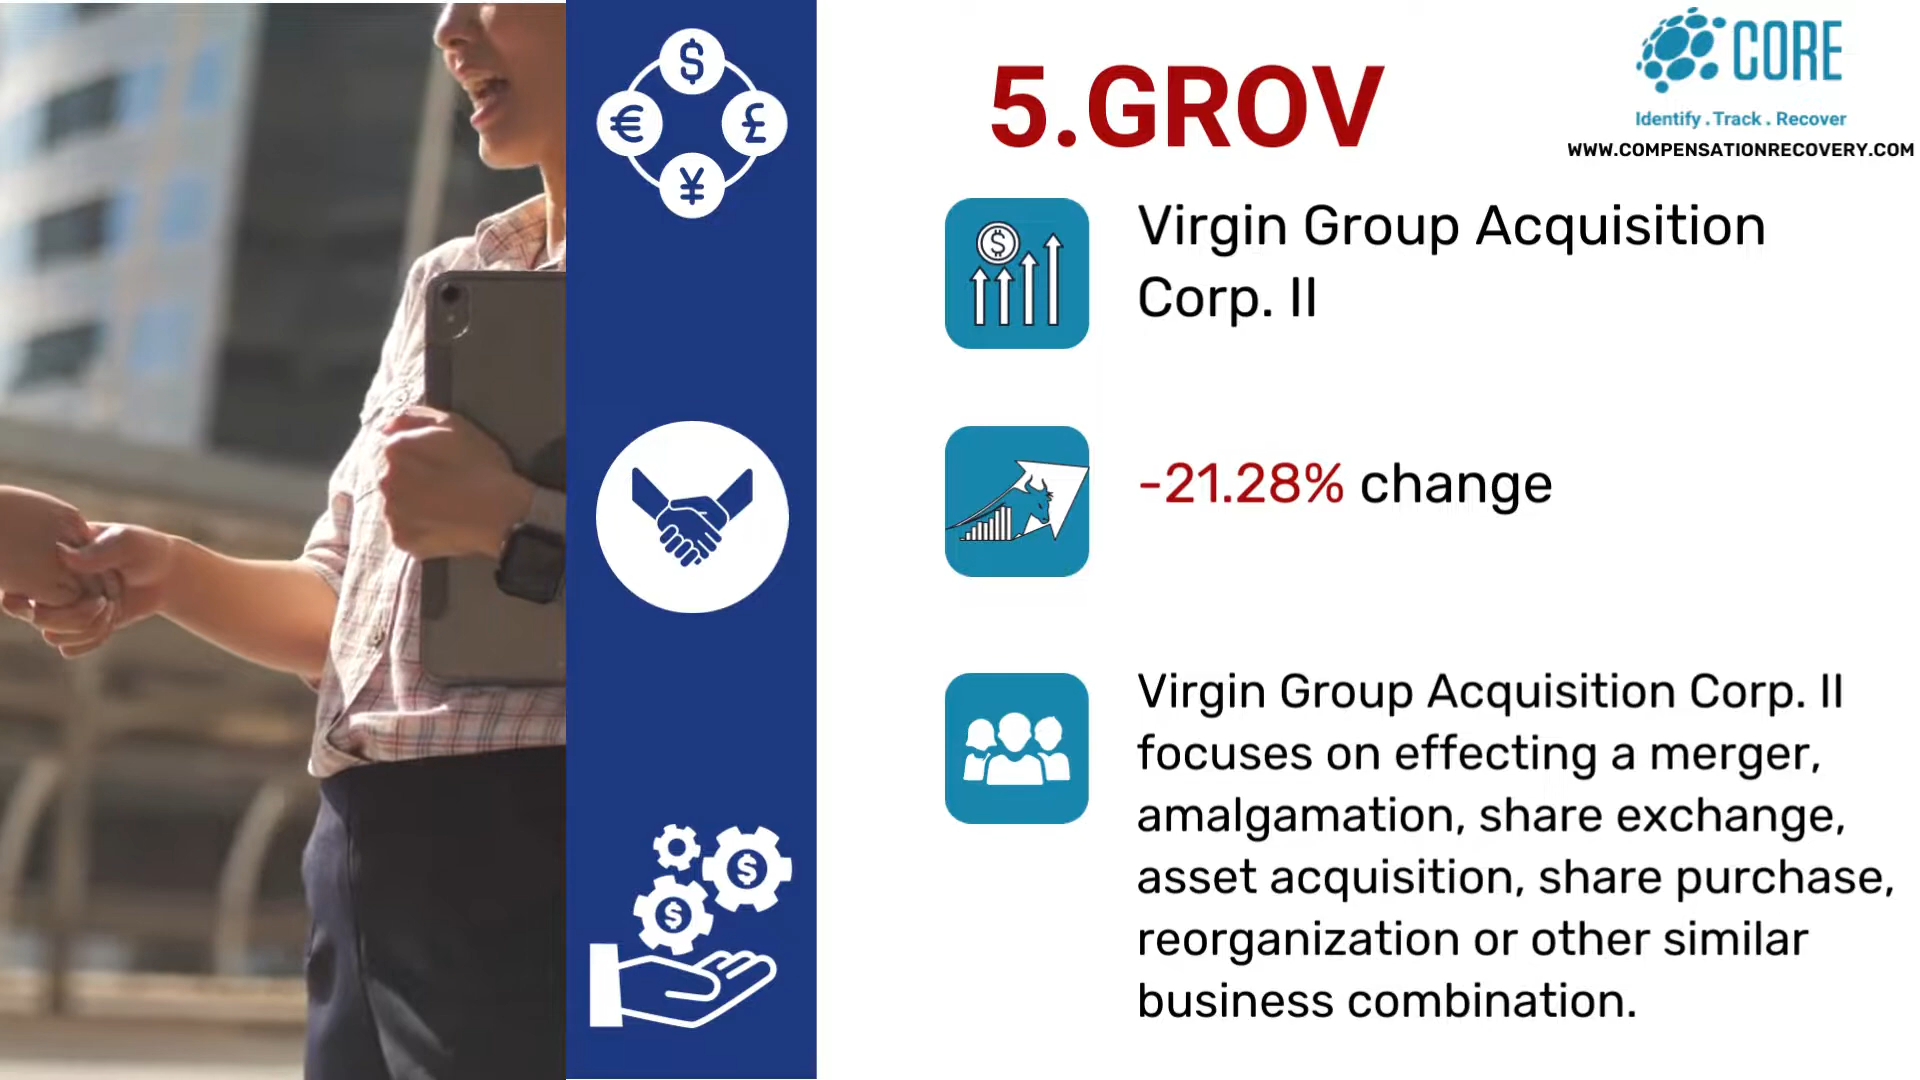 $
€
£
¥
$
$
5.GROV
CORE
Identify . Track . Recover
WWW.COMPENSATIONRECOVERY.COM
$
Virgin Group Acquisition
Corp. II
-21.28% change
Virgin Group Acquisition Corp. II
focuses on effecting a merger,
amalgamation, share exchange,
asset acquisition, share purchase,
reorganization or other similar
business combination.